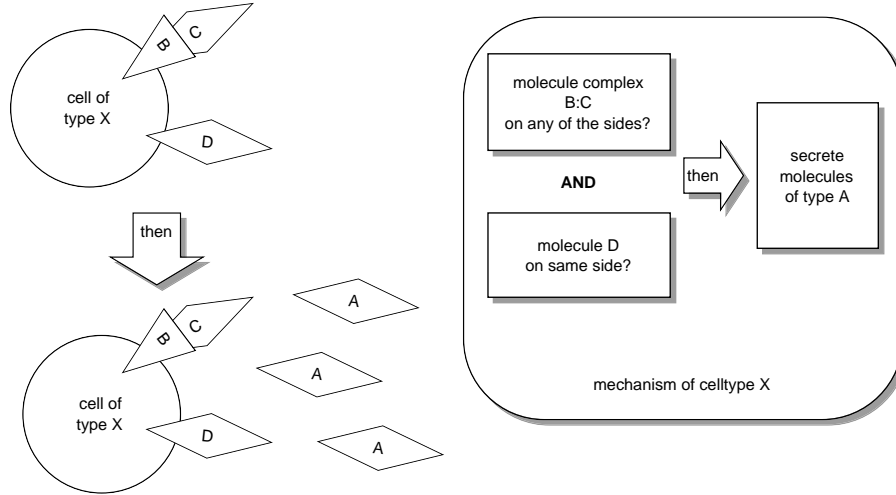 B
C
cell of
type X
D
then
B
C
A
A
cell of
type X
D
A
molecule complex
B:C
on any of the sides?
AND
molecule D
on same side?
then
secrete
molecules
of type A
mechanism of celltype X